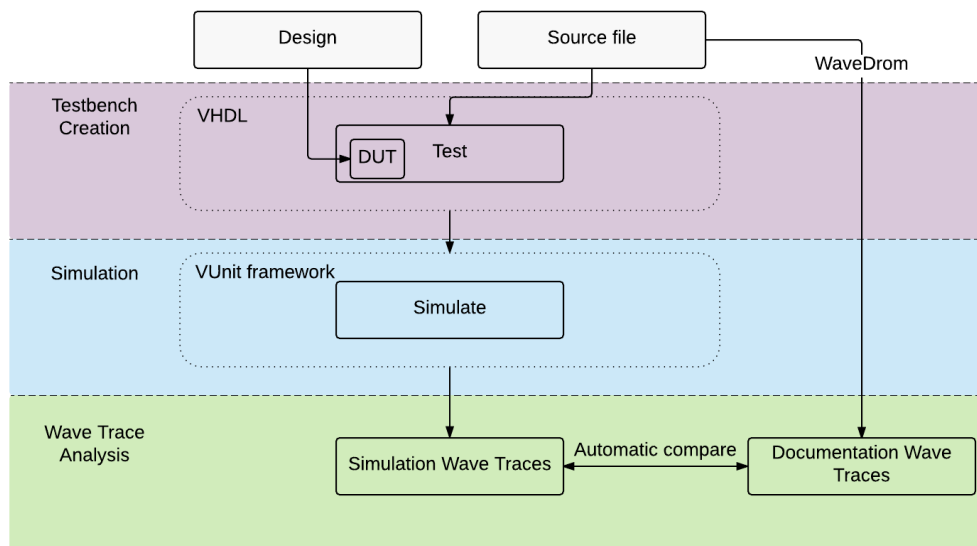 Design
Source file
WaveDrom
Testbench
Creation
VHDL
DUT
Test
Simulation
VUnit framework
Simulate
Wave Trace
Analysis
Simulation Wave Traces
Automatic compare
Documentation Wave
Traces